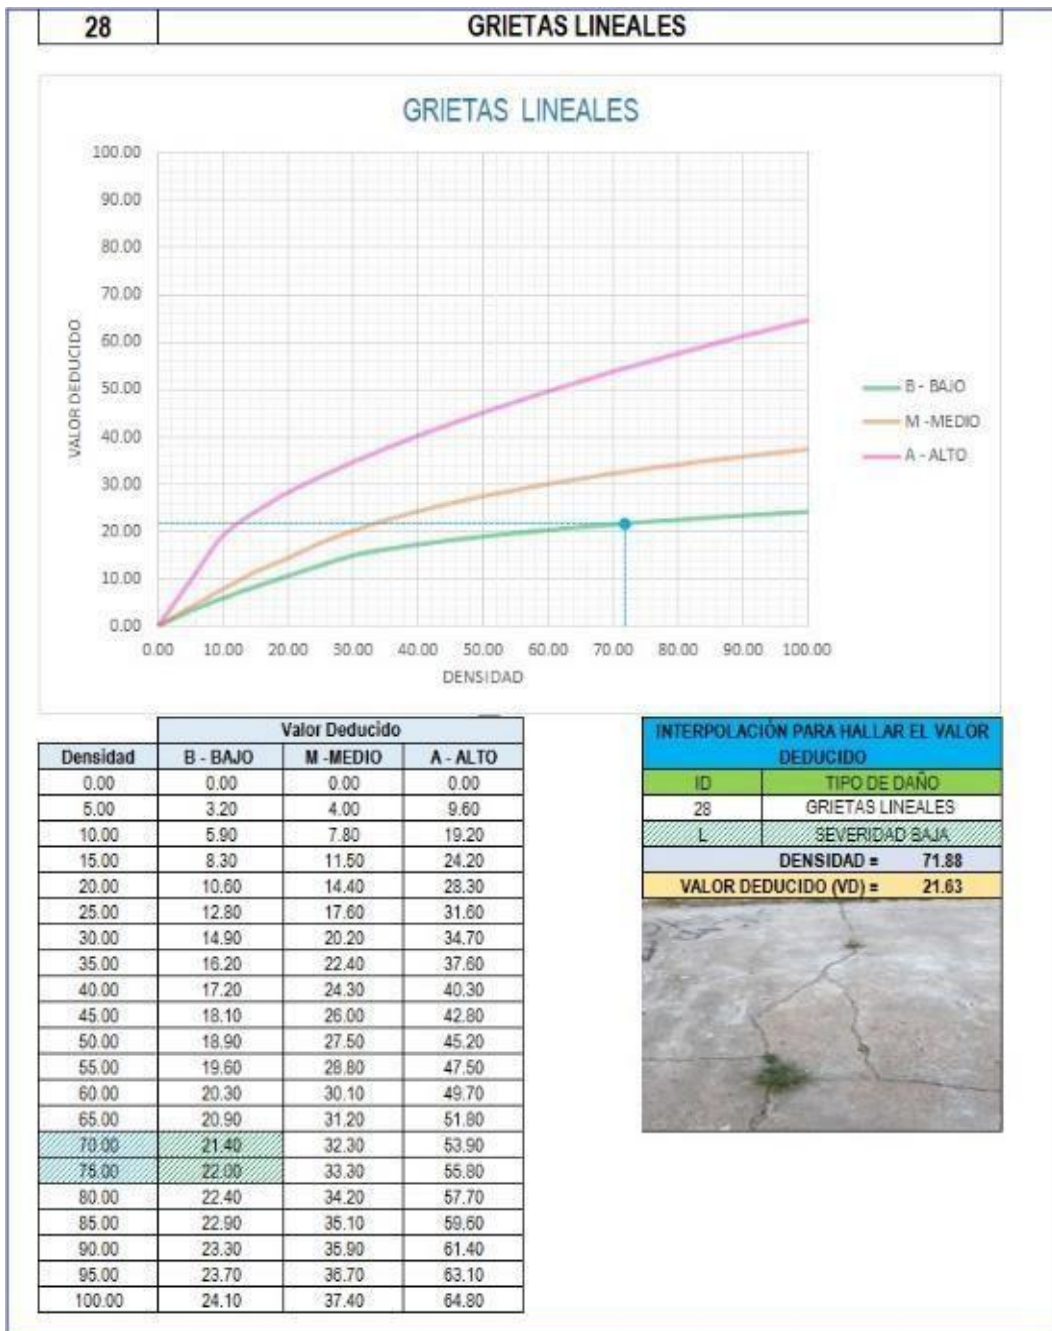 28 GRIETAS LINEALES
GRIETAS LINEALES
100.00
90.00
80.00
70.00
60.00
50.00
40.00
30.00
20.00
10.00
0.00
VALOR DEDUCIDO
0.00 10.00 20.00 30.00 40.00 50.00 60.00 70.00 80.00 90.00 100.00
DENSIDAD
B - BAJO
M -MEDIO
A - ALTO
Valor Deducido
Densidad B - BAJO M -MEDIO A - ALTO
0.00 0.00 0.00 0.00
5.00 3.20 4.00 9.60
10.00 5.90 7.80 19.20
15.00 8.30 11.50 24.20
20.00 10.60 14.40 28.30
25.00 12.80 17.60 31.60
30.00 14.90 20.20 34.70
35.00 16.20 22.40 37.60
40.00 17.20 24.30 40.30
45.00 18.10 26.00 42.80
50.00 18.90 27.50 45.20
55.00 19.60 28.80 47.50
60.00 20.30 30.10 49.70
65.00 20.90 31.20 51.80
70.00 21.40 32.30 53.90
75.00 22.00 33.30 55.80
80.00 22.40 34.20 57.70
85.00 22.90 35.10 59.60
90.00 23.30 35.90 61.40
95.00 23.70 36.70 63.10
100.00 24.10 37.40 64.80
INTERPOLACIÓN PARA HALLAR EL VALOR
DEDUCIDO
ID TIPO DE DAÑO
28 GRIETAS LINEALES
L SEVERIDAD BAJA
DENSIDAD = 71.88
VALOR DEDUCIDO (VD) = 21.63